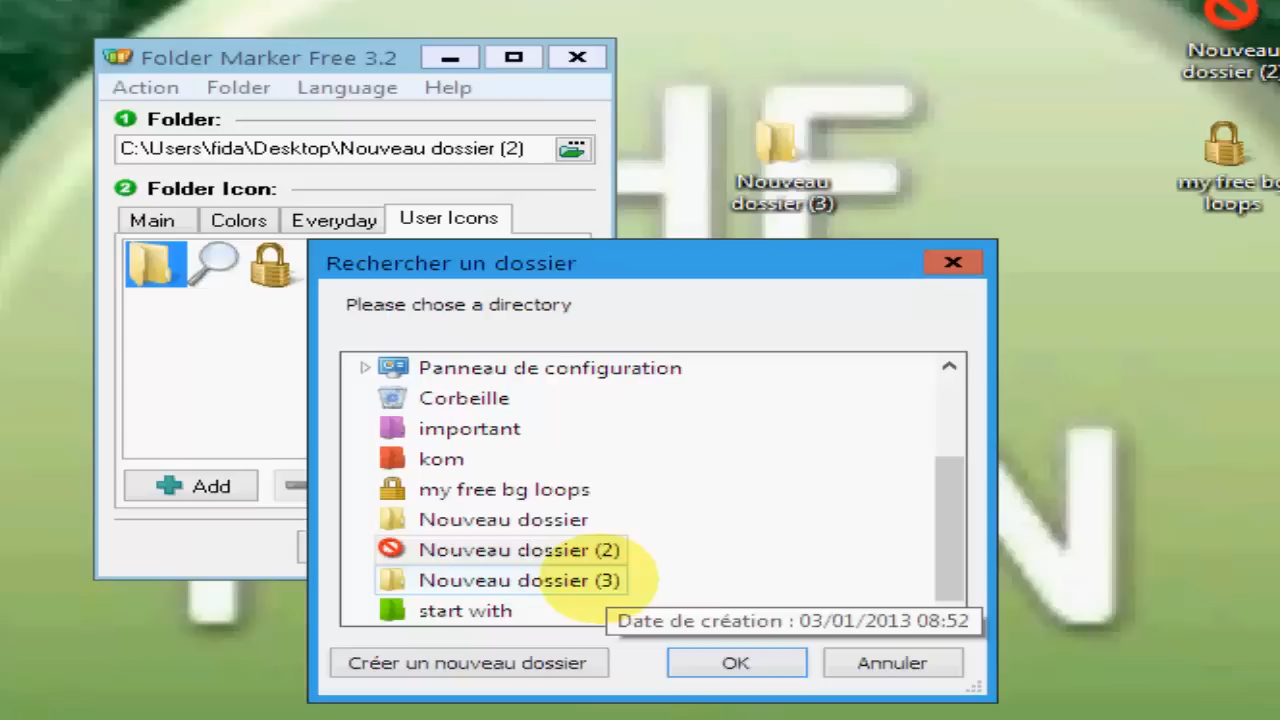 Folder Marker Free 3.2
Action Folder Language Help
1 Folder:
C:\Users\fida\Desktop\Nouveau dossier (2)
2 Folder Icon:
Main Colors Everyday User Icons
Add
Rechercher un dossier
Please chose a directory
Panneau de configuration
Corbeille
important
kom
my free bg loops
Nouveau dossier
Nouveau dossier (2)
Nouveau dossier (3)
start with
Date de création : 03/01/2013 08:52
Créer un nouveau dossier OK Annuler
Nouveau
dossier (3)
Nouveau
dossier (2)
my free bg
loops
HE
IN